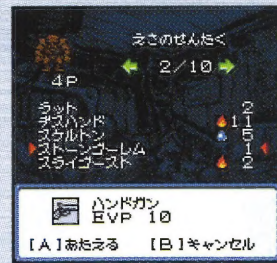 えさのせんたく
2/10
4P
ラット 2
デスハンド 11
スケルトン 5
ストーンゴーレム 1
スライゴースト 2
ハンドガン
EVP 10
[A]あたえる [B]キャンセル